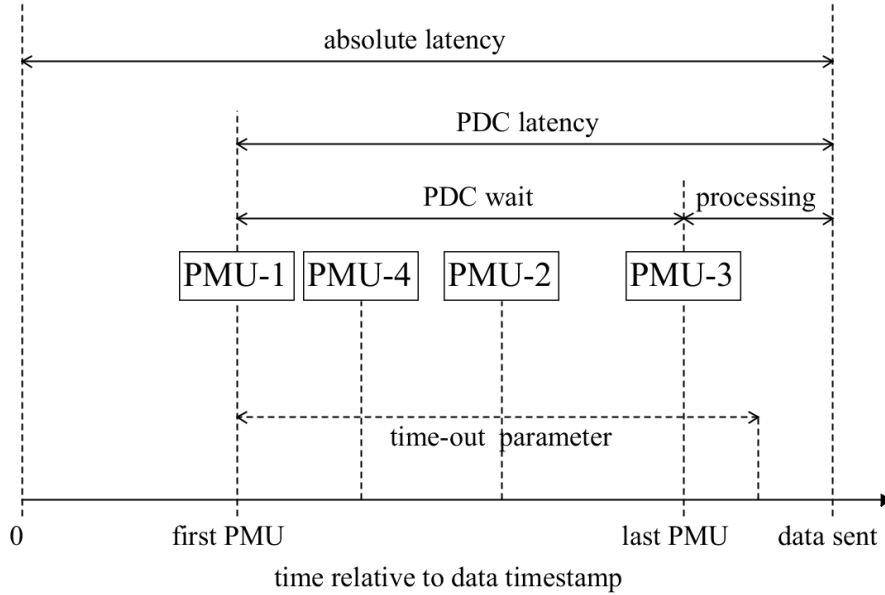 absolute latency
PDC latency
PDC wait
processing
PMU-1
PMU-4
PMU-2
PMU-3
time-out parameter
0
first PMU
last PMU
data sent
time relative to data timestamp